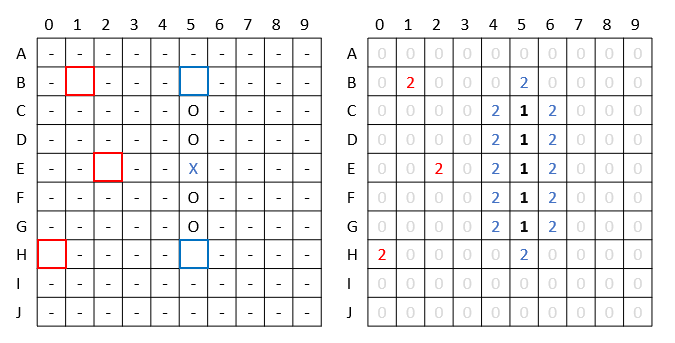 0 1 2 3 4 5 6 7 8 9 0 1 2 3 4 5 6 7 8 9
A - - - - - - - - - - A 0 0 0 0 0 0 0 0 0 0
B - - - - - - - - B 0 2 0 0 0 2 0 0 0 0
C - - - - - O - - - - C 0 0 0 0 2 1 2 0 0 0
D - - - - - O - - - - D 0 0 0 0 2 1 2 0 0 0
E - - - - X - - - - E 0 0 2 0 2 1 2 0 0 0
F - - - - - O - - - - F 0 0 0 0 2 1 2 0 0 0
G - - - - - O - - - - G 0 0 0 0 2 1 2 0 0 0
H - - - - - - - - H 2 0 0 0 0 2 0 0 0 0
I - - - - - - - - - - I 0 0 0 0 0 0 0 0 0 0
J - - - - - - - - - - J 0 0 0 0 0 0 0 0 0 0